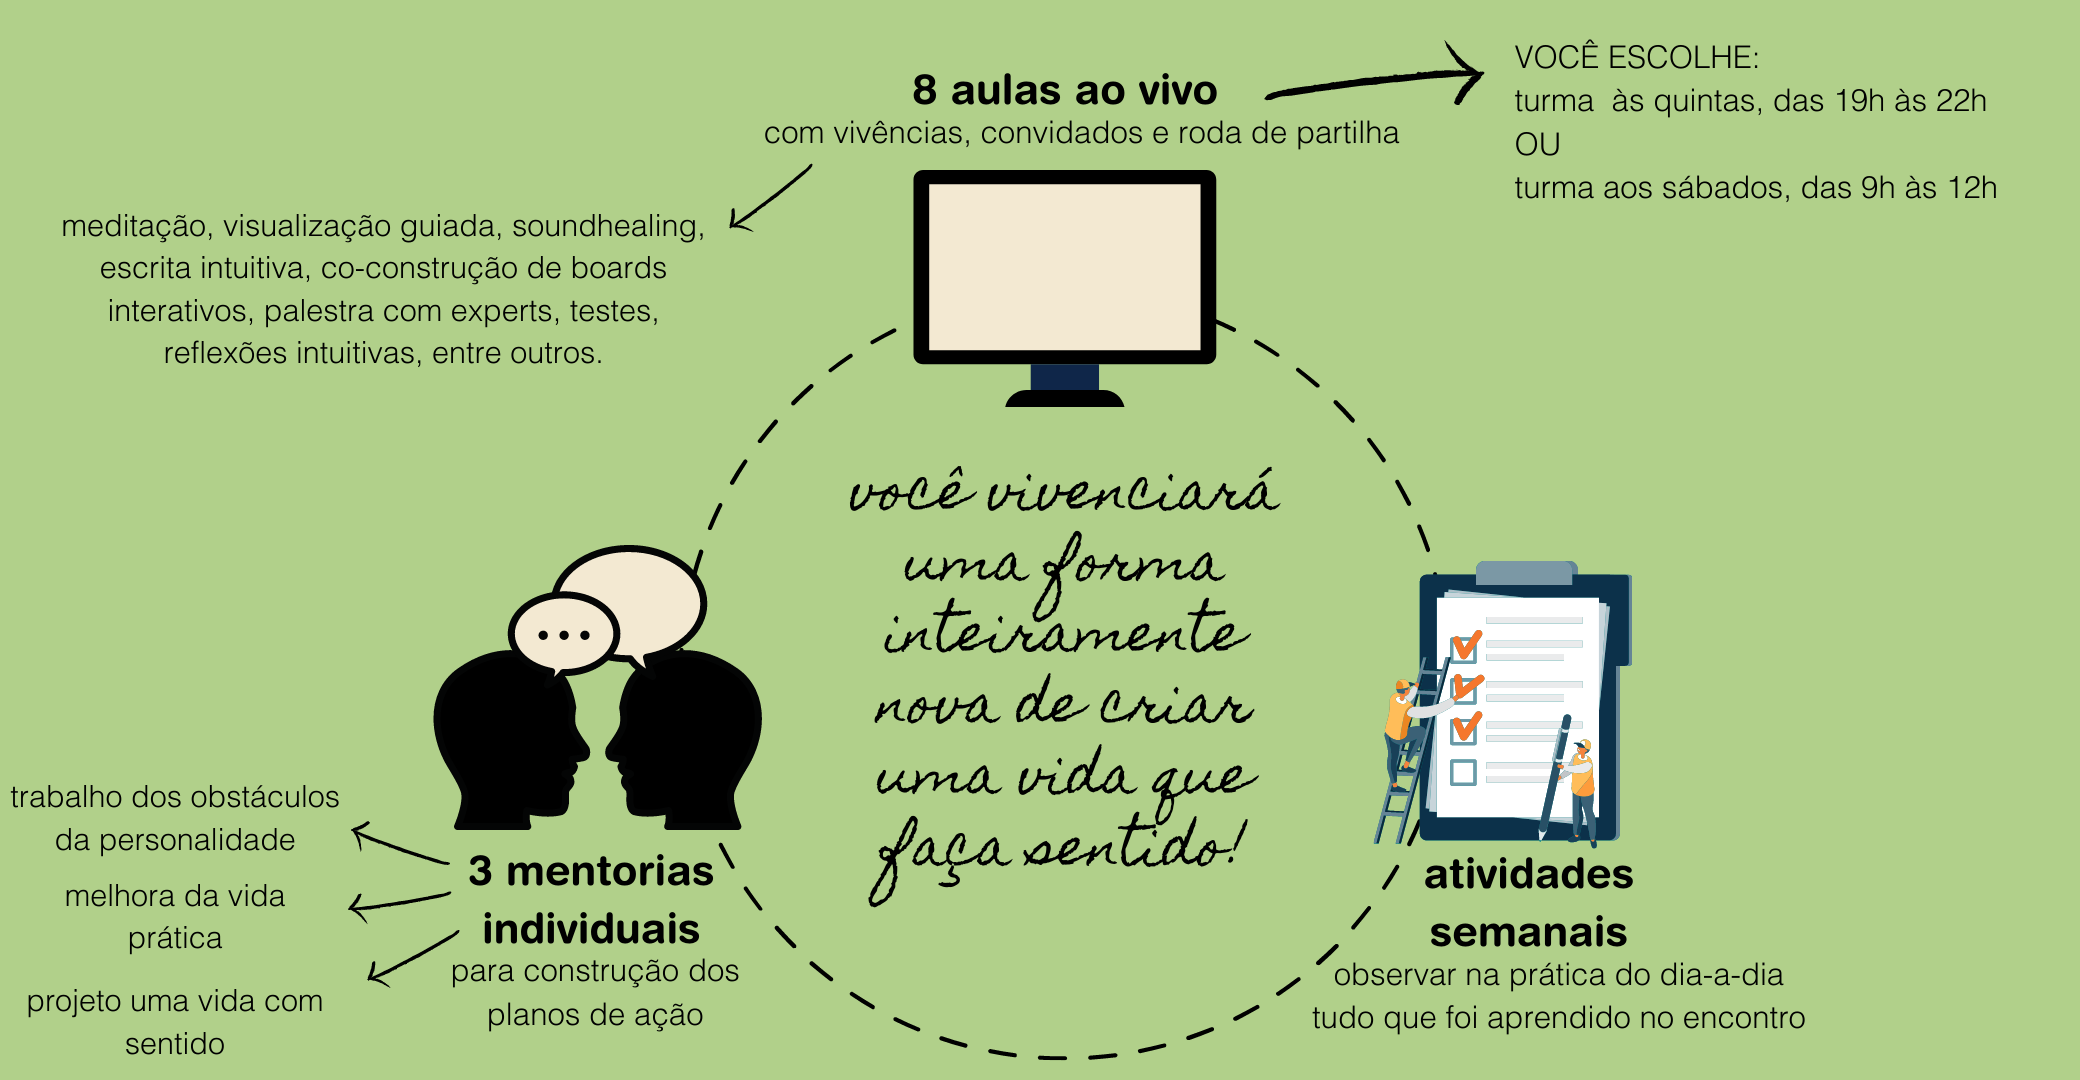 8 aulas ao vivo
com vivências, convidados e roda de partilha
VOCÊ ESCOLHE:
turma  às quintas, das 19h às 22h
OU
turma aos sábados, das 9h às 12h
meditação, visualização guiada, soundhealing,
escrita intuitiva, co-construção de boards
interativos, palestra com experts, testes,
reflexões intuitivas, entre outros.
você vivenciará
uma forma
inteiramente
nova de criar
uma vida que
faça sentido!
trabalho dos obstáculos
da personalidade
melhora da vida
prática
projeto uma vida com
sentido
3 mentorias
individuais
para construção dos
planos de ação
atividades
semanais
observar na prática do dia-a-dia
tudo que foi aprendido no encontro